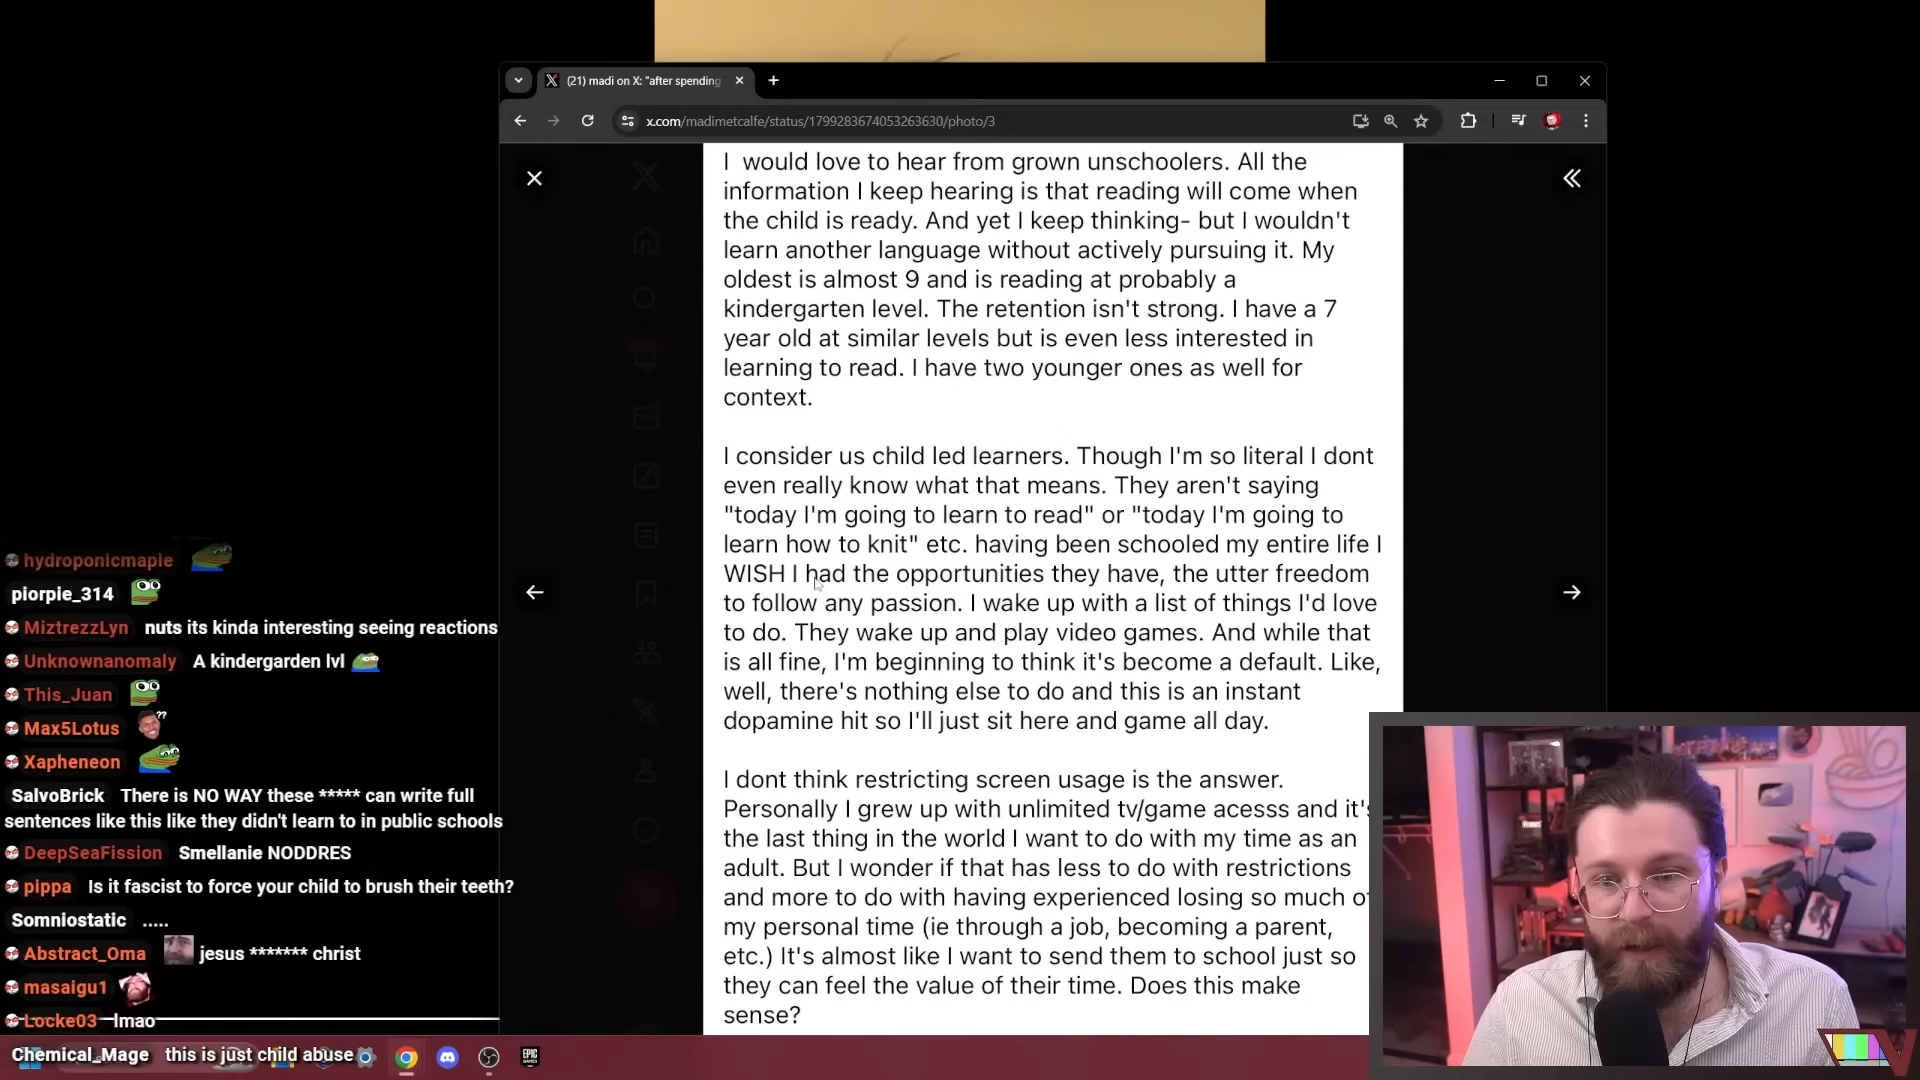 (21) madi on X: "after spending
x.com/madimetcalfe/status/1799283674053263630/photo/3
I would love to hear from grown unschoolers. All the
information I keep hearing is that reading will come when
the child is ready. And yet I keep thinking- but I wouldn't
learn another language without actively pursuing it. My
oldest is almost 9 and is reading at probably a
kindergarten level. The retention isn't strong. I have a 7
year old at similar levels but is even less interested in
learning to read. I have two younger ones as well for
context.
I consider us child led learners. Though I'm so literal I dont
even really know what that means. They aren't saying
"today I'm going to learn to read" or "today I'm going to
learn how to knit" etc. having been schooled my entire life I
WISH I had the opportunities they have, the utter freedom
to follow any passion. I wake up with a list of things I'd love
to do. They wake up and play video games. And while that
is all fine, I'm beginning to think it's become a default. Like,
well, there's nothing else to do and this is an instant
dopamine hit so I'll just sit here and game all day.
I dont think restricting screen usage is the answer.
Personally I grew up with unlimited tv/game acesss and it's
the last thing in the world I want to do with my time as an
adult. But I wonder if that has less to do with restrictions
and more to do with having experienced losing so much of
my personal time (ie through a job, becoming a parent,
etc.) It's almost like I want to send them to school just so
they can feel the value of their time. Does this make
sense?
hydroponicmaple
piorpie_314
MiztrezzLyn nuts its kinda interesting seeing reactions
Unknownanomaly A kindergarden lvl
This_Juan
Max5Lotus ??
Xapheneon
SalvoBrick There is NO WAY these ***** can write full
sentences like this like they didn't learn to in public schools
DeepSeaFission Smellanie NODDRES
pippa Is it fascist to force your child to brush their teeth?
Somniostatic .....
Abstract_Oma jesus ******* christ
masaigu1
Locke03 lmao
Chemical_Mage this is just child abuse
EPIC
GAMES